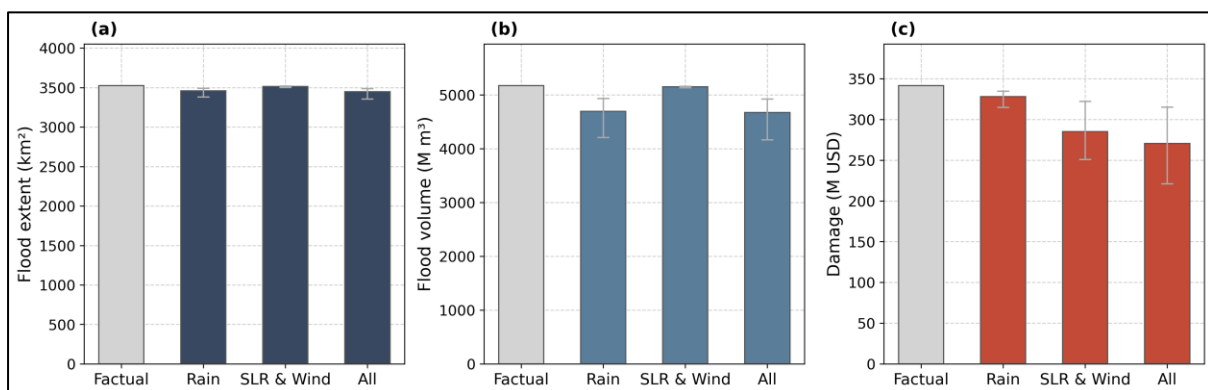 (a)
Flood extent (km²)
4000
3500
3000
2500
2000
1500
1000
500
0
Factual
Rain
SLR & Wind
All
(b)
Flood volume (M m³)
5000
4000
3000
2000
1000
0
Factual
Rain
SLR & Wind
All
(c)
Damage (M USD)
350
300
250
200
150
100
50
0
Factual
Rain
SLR & Wind
All